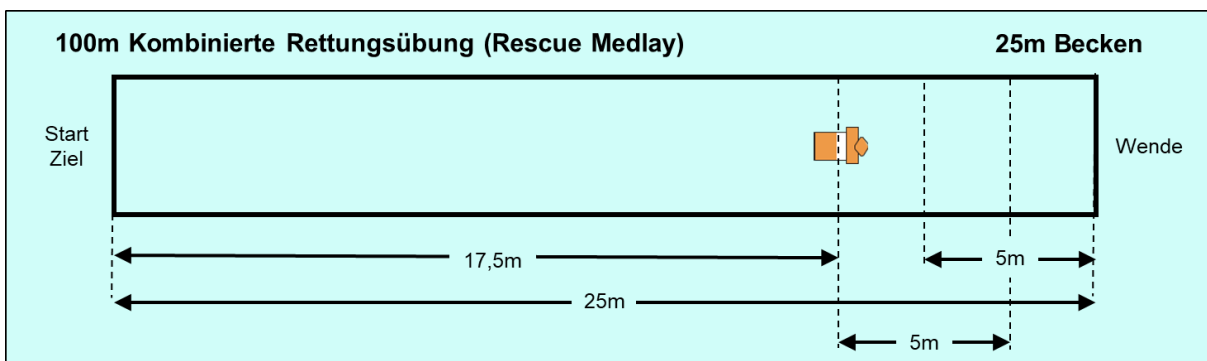 100m Kombinierte Rettungsübung (Rescue Medlay)
25m Becken
Start
Ziel
Wende
17,5m
5m
25m
5m